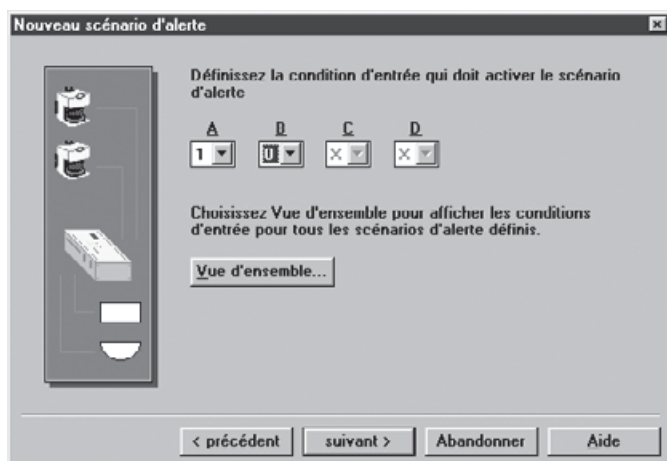 Nouveau scénario d'alerte
Définissez la condition d'entrée qui doit activer le scénario
d'alerte
A B C D
1 0 X X
Choisissez Vue d'ensemble pour afficher les conditions
d'entrée pour tous les scénarios d'alerte définis.
Vue d'ensemble...
< précédent suivant > Abandonner Aide